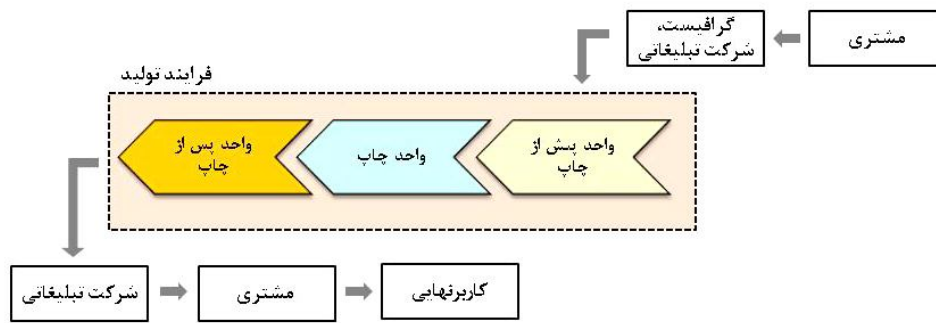 مشتری
گرافیست،
شرکت تبلیغاتی
فرایند تولید
واحد پیش از
چاپ
واحد چاپ
واحد پس از
چاپ
شرکت تبلیغاتی
مشتری
کاربرنهایی